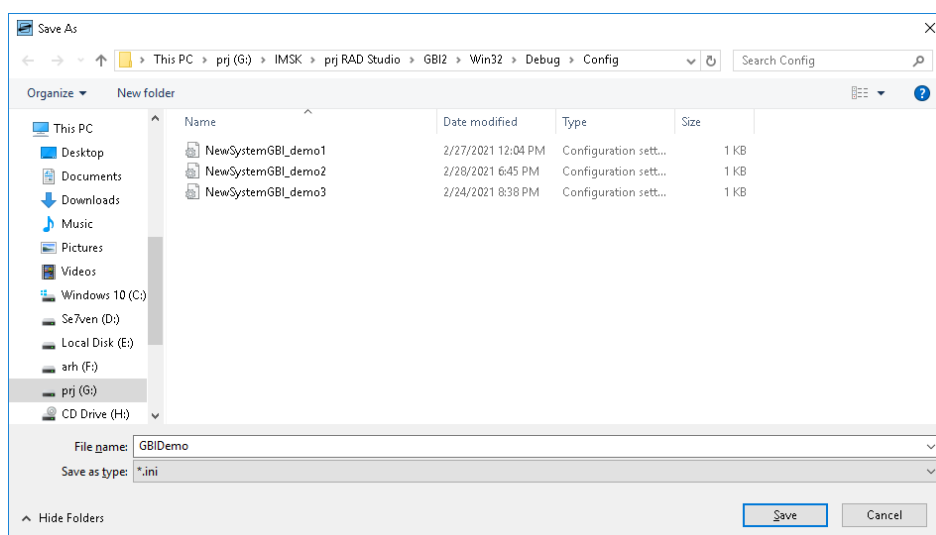 Save As
This PC > prj (G:) > IMSK > prj RAD Studio > GBI2 > Win32 > Debug > Config
Search Config
Organize
New folder
This PC
Desktop
Documents
Downloads
Music
Pictures
Videos
Windows 10 (C:)
Se7ven (D:)
Local Disk (E:)
arh (F:)
prj (G:)
CD Drive (H:)
Name Date modified Type Size
NewSystemGBI_demo1 2/27/2021 12:04 PM Configuration sett... 1 KB
NewSystemGBI_demo2 2/28/2021 6:45 PM Configuration sett... 1 KB
NewSystemGBI_demo3 2/24/2021 8:38 PM Configuration sett... 1 KB
File name: GBIDemo
Save as type: *.ini
Hide Folders
Save Cancel